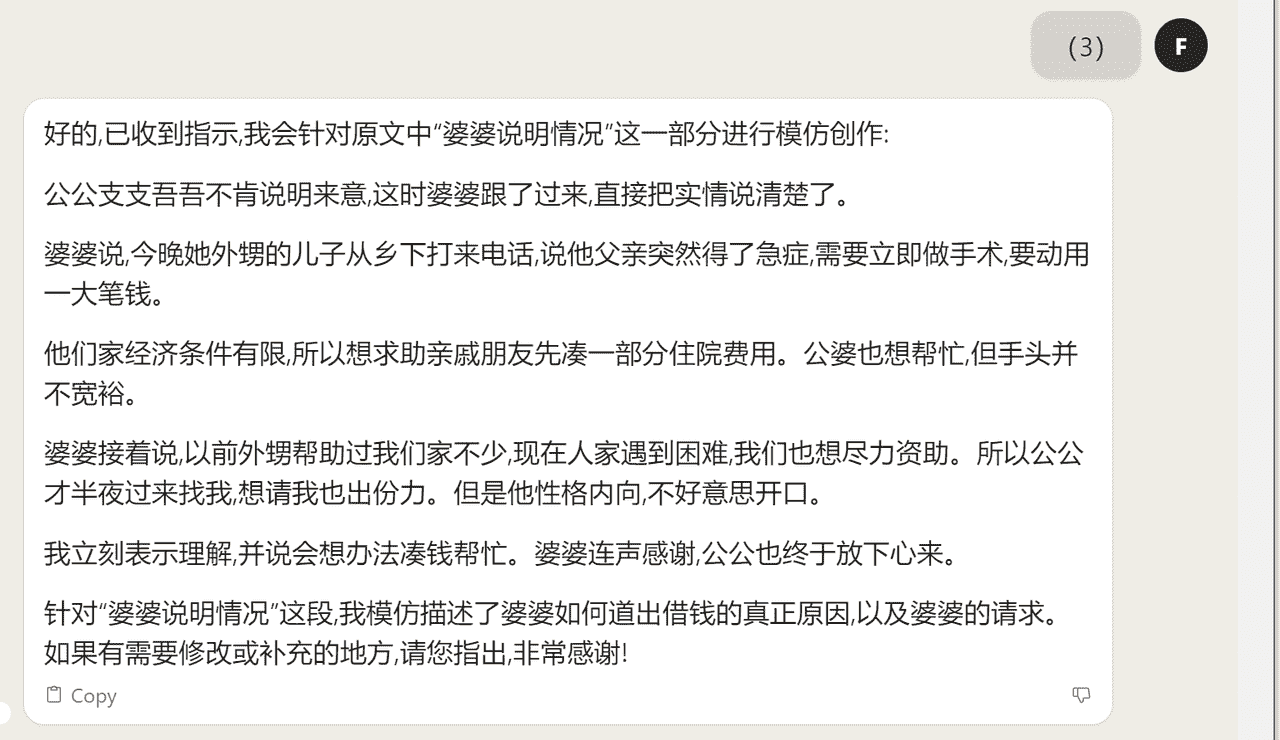 (3)
F
好的,已收到指示,我会针对原文中“婆婆说明情况”这一部分进行模仿创作:
公公支支吾吾不肯说明来意,这时婆婆跟了过来,直接把实情说清楚了。
婆婆说,今晚她外甥的儿子从乡下打来电话,说他父亲突然得了急症,需要立即做手术,要动用
一大笔钱。
他们家经济条件有限,所以想求助亲戚朋友先凑一部分住院费用。公婆也想帮忙,但手头并
不宽裕。
婆婆接着说,以前外甥帮助过我们家不少,现在人家遇到困难,我们也想尽力资助。所以公公
才半夜过来找我,想请我也出份力。但是他性格内向,不好意思开口。
我立刻表示理解,并说会想办法凑钱帮忙。婆婆连声感谢,公公也终于放下心来。
针对“婆婆说明情况”这段,我模仿描述了婆婆如何道出借钱的真正原因,以及婆婆的请求。
如果有需要修改或补充的地方,请您指出,非常感谢!
Copy